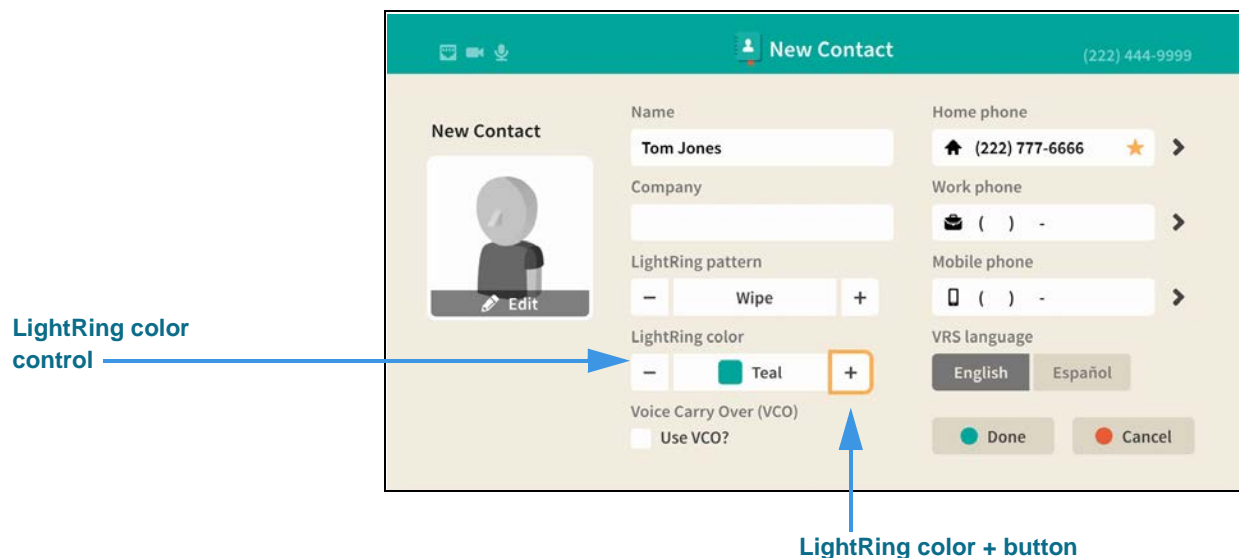 New Contact
(222) 444-9999
New Contact
Edit
Name
Tom Jones
Company
LightRing pattern
− Wipe +
LightRing color
− Teal +
Voice Carry Over (VCO)
Use VCO?
Home phone
(222) 777-6666
Work phone
( ) -
Mobile phone
( ) -
VRS language
English Español
Done Cancel
LightRing color
control
LightRing color + button